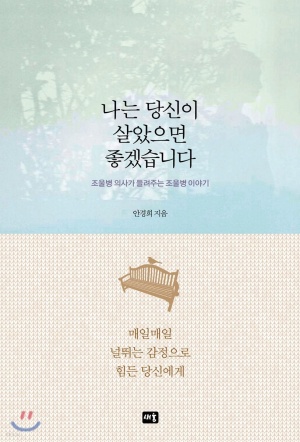 나는 당신이
살았으면
좋겠습니다
조울병 의사가 들려주는 조울병 이야기
안경희 지음
매일매일
널뛰는 감정으로
힘든 당신에게
새움